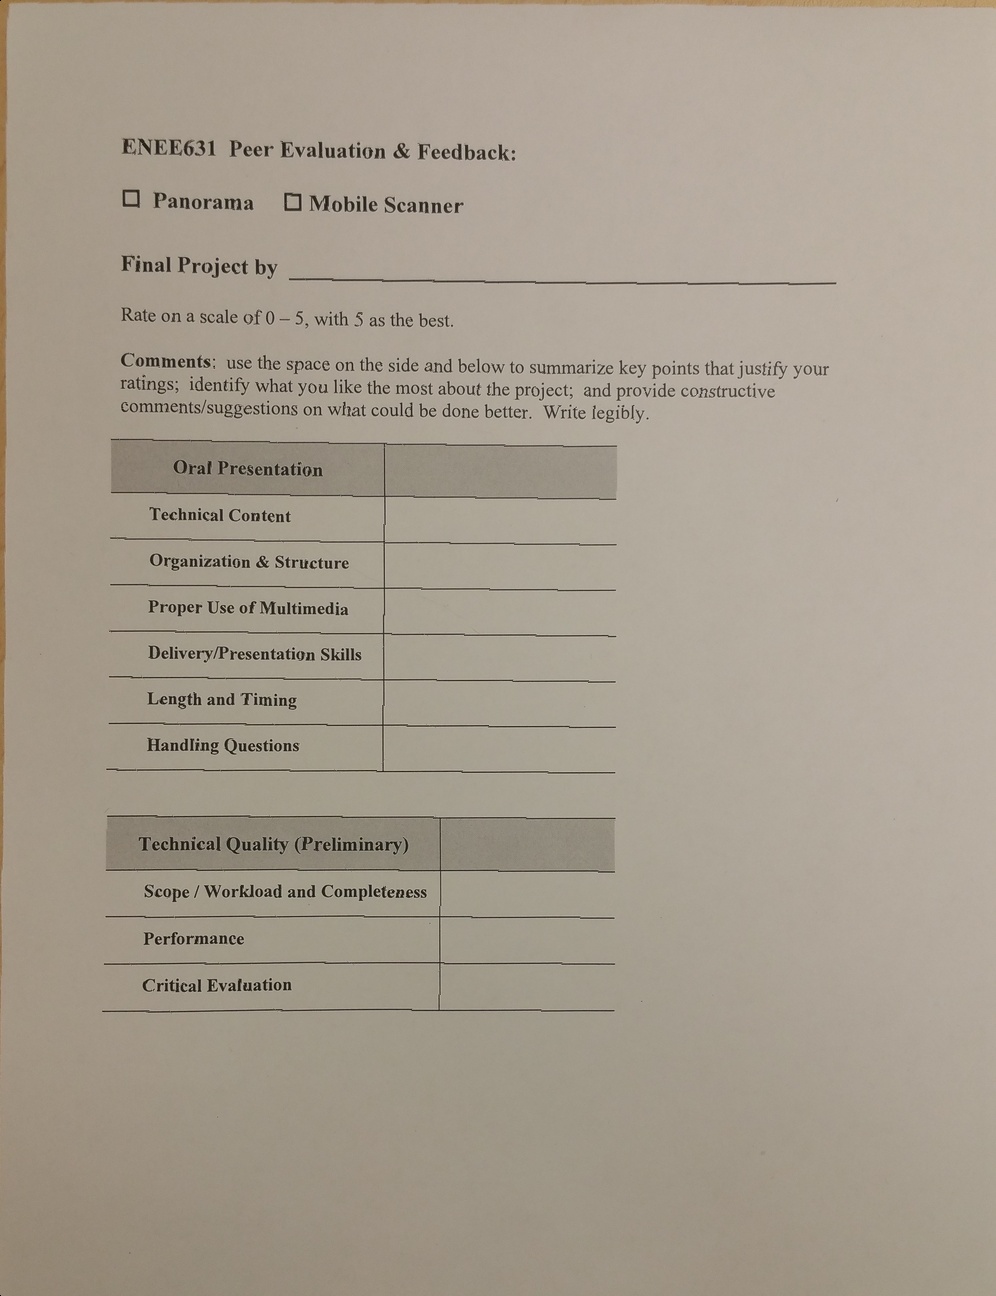 ENEE631 Peer Evaluation & Feedback:
☐ Panorama ☐ Mobile Scanner
Final Project by ____________________
Rate on a scale of 0 – 5, with 5 as the best.
Comments: use the space on the side and below to summarize key points that justify your
ratings; identify what you like the most about the project; and provide constructive
comments/suggestions on what could be done better. Write legibly.
Oral Presentation
Technical Content
Organization & Structure
Proper Use of Multimedia
Delivery/Presentation Skills
Length and Timing
Handling Questions
Technical Quality (Preliminary)
Scope / Workload and Completeness
Performance
Critical Evaluation